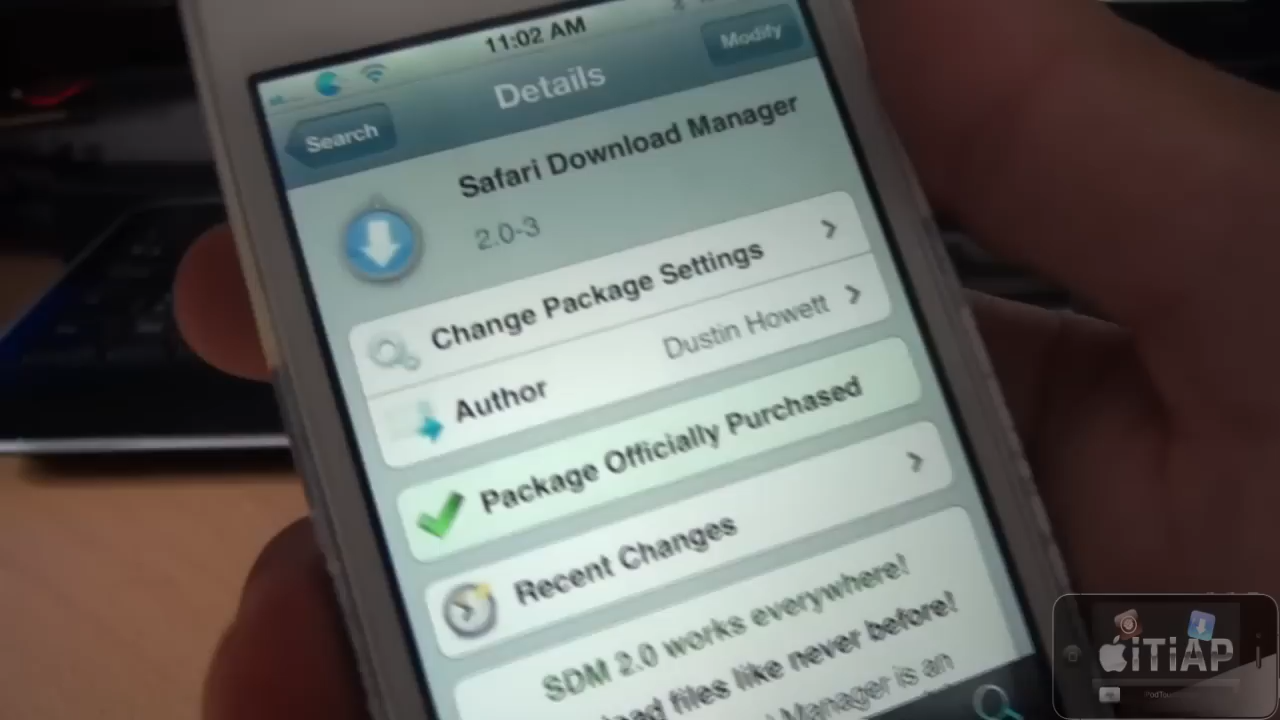 11:02 AM
Search
Details
Modify
Safari Download Manager
2.0-3
Change Package Settings
Author
Dustin Howett
Package Officially Purchased
Recent Changes
SDM 2.0 works everywhere!
files like never before!
Manager is an
iTiAP